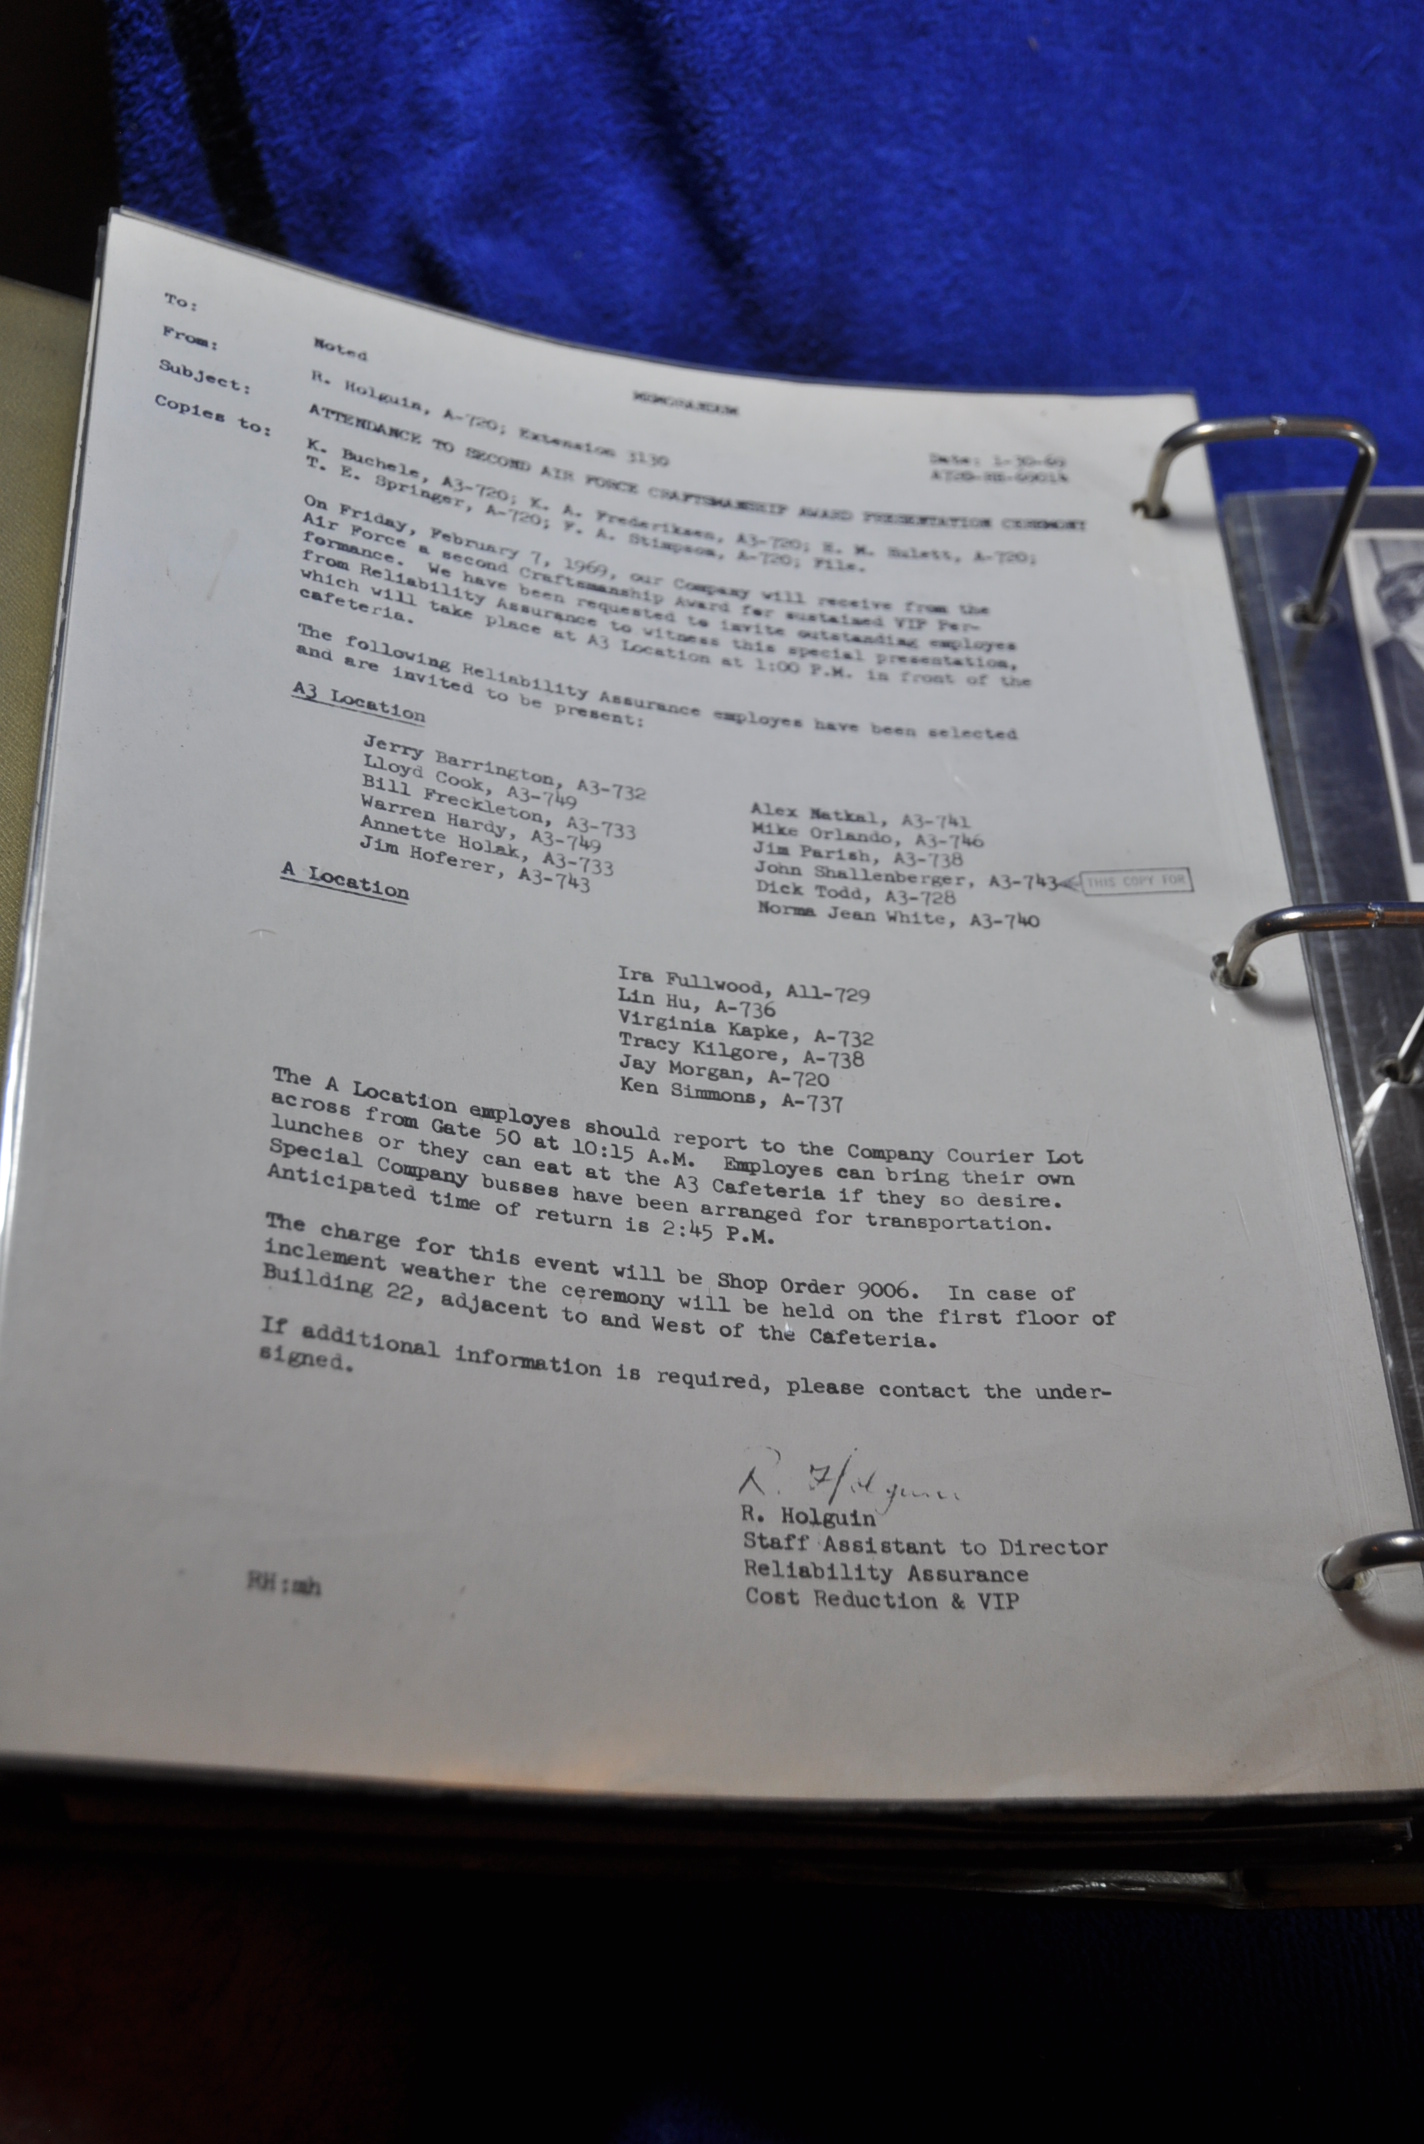 MEMORANDUM
To: Noted
Date: 1-30-69
From: R. Holguin, A-720; Extension 3130
Subject: ATTENDANCE TO SECOND AIR FORCE CRAFTSMANSHIP AWARD PRESENTATION CEREMONY
Copies to: K. Buchele, A3-720; K. A. Frederiksen, A3-720; H. M. Hulett, A-720;
T. E. Springer, A-720; F. A. Stimpson, A-720; File.
On Friday, February 7, 1969, our Company will receive from the
Air Force a second Craftsmanship Award for sustained VIP Per-
formance. We have been requested to invite outstanding employes
from Reliability Assurance to witness this special presentation,
which will take place at A3 Location at 1:00 P.M. in front of the
cafeteria.
The following Reliability Assurance employes have been selected
and are invited to be present:
A3 Location
Jerry Barrington, A3-732
Lloyd Cook, A3-749
Bill Freckleton, A3-733
Warren Hardy, A3-749
Annette Holak, A3-733
Jim Hoferer, A3-743
Alex Matkal, A3-741
Mike Orlando, A3-746
Jim Parish, A3-738
John Shallenberger, A3-743 THIS COPY FOR
Dick Todd, A3-728
Norma Jean White, A3-740
A Location
Ira Fullwood, A11-729
Lin Hu, A-736
Virginia Kapke, A-732
Tracy Kilgore, A-738
Jay Morgan, A-720
Ken Simmons, A-737
The A Location employes should report to the Company Courier Lot
across from Gate 50 at 10:15 A.M. Employes can bring their own
lunches or they can eat at the A3 Cafeteria if they so desire.
Special Company busses have been arranged for transportation.
Anticipated time of return is 2:45 P.M.
The charge for this event will be Shop Order 9006. In case of
inclement weather the ceremony will be held on the first floor of
Building 22, adjacent to and West of the Cafeteria.
If additional information is required, please contact the under-
signed.
R. Holguin
R. Holguin
Staff Assistant to Director
Reliability Assurance
Cost Reduction & VIP
RH:mh